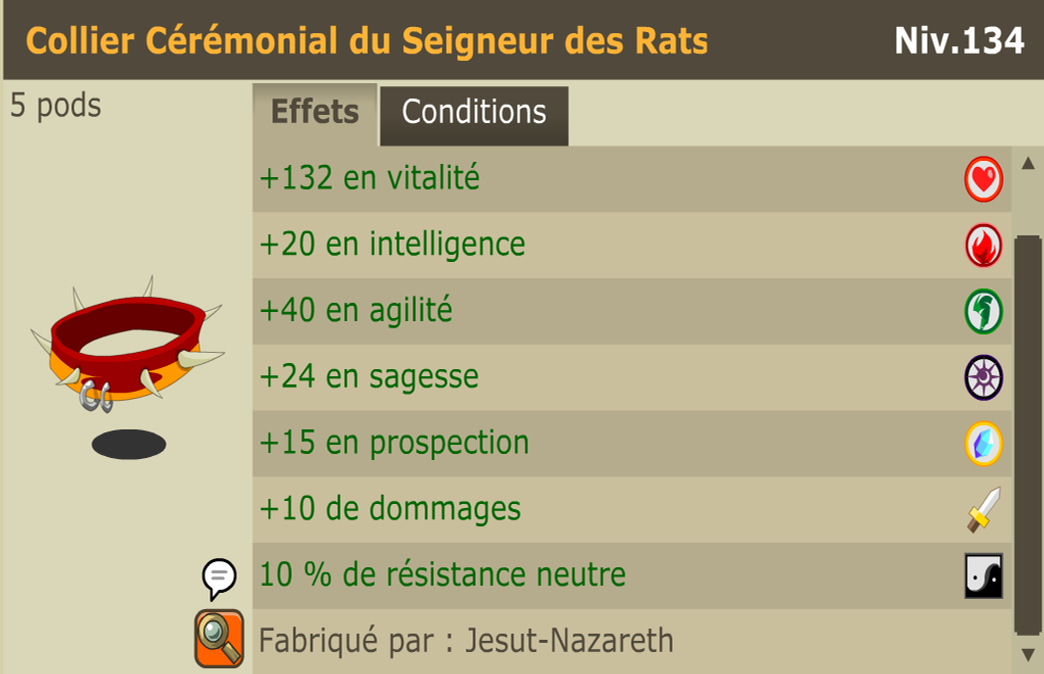 Collier Cérémonial du Seigneur des Rats
Niv.134
5 pods
Effets
Conditions
+132 en vitalité
+20 en intelligence
+40 en agilité
+24 en sagesse
+15 en prospection
+10 de dommages
10 % de résistance neutre
Fabriqué par : Jesut-Nazareth